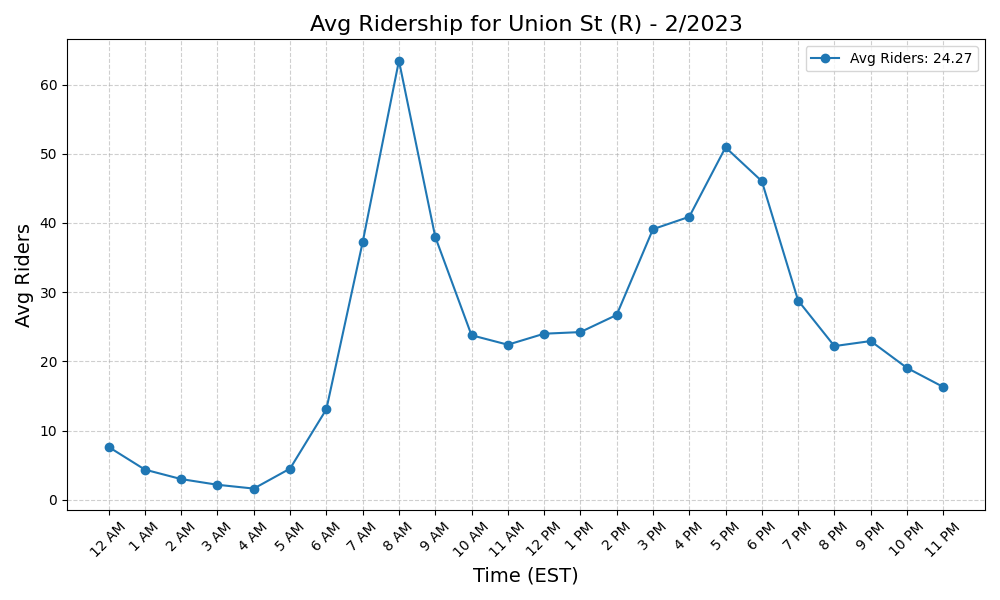 Avg Ridership for Union St (R) - 2/2023
Avg Riders: 24.27
Avg Riders
60
50
40
30
20
10
0
12 AM
1 AM
2 AM
3 AM
4 AM
5 AM
6 AM
7 AM
8 AM
9 AM
10 AM
11 AM
12 PM
1 PM
2 PM
3 PM
4 PM
5 PM
6 PM
7 PM
8 PM
9 PM
10 PM
11 PM
Time (EST)